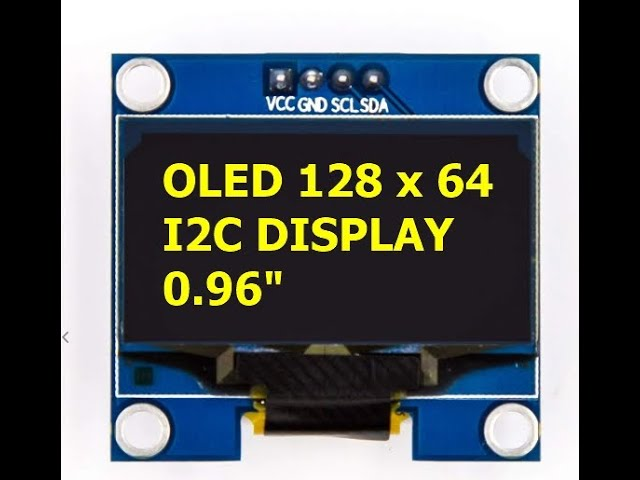 VCC GND SCL SDA
OLED 128 x 64
I2C DISPLAY
0.96"